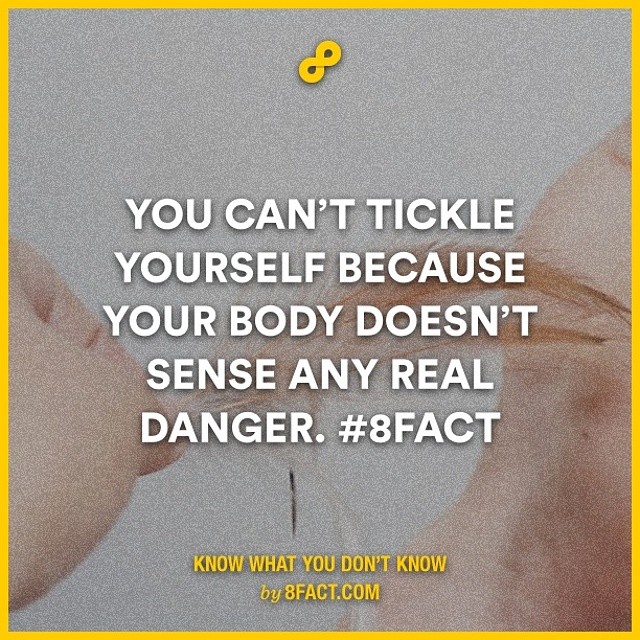 YOU CAN'T TICKLE
YOURSELF BECAUSE
YOUR BODY DOESN'T
SENSE ANY REAL
DANGER. #8FACT
KNOW WHAT YOU DON'T KNOW
by 8FACT.COM